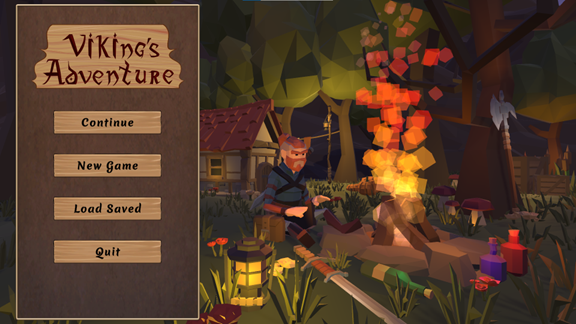 Viking's
Adventure
Continue
New Game
Load Saved
Quit